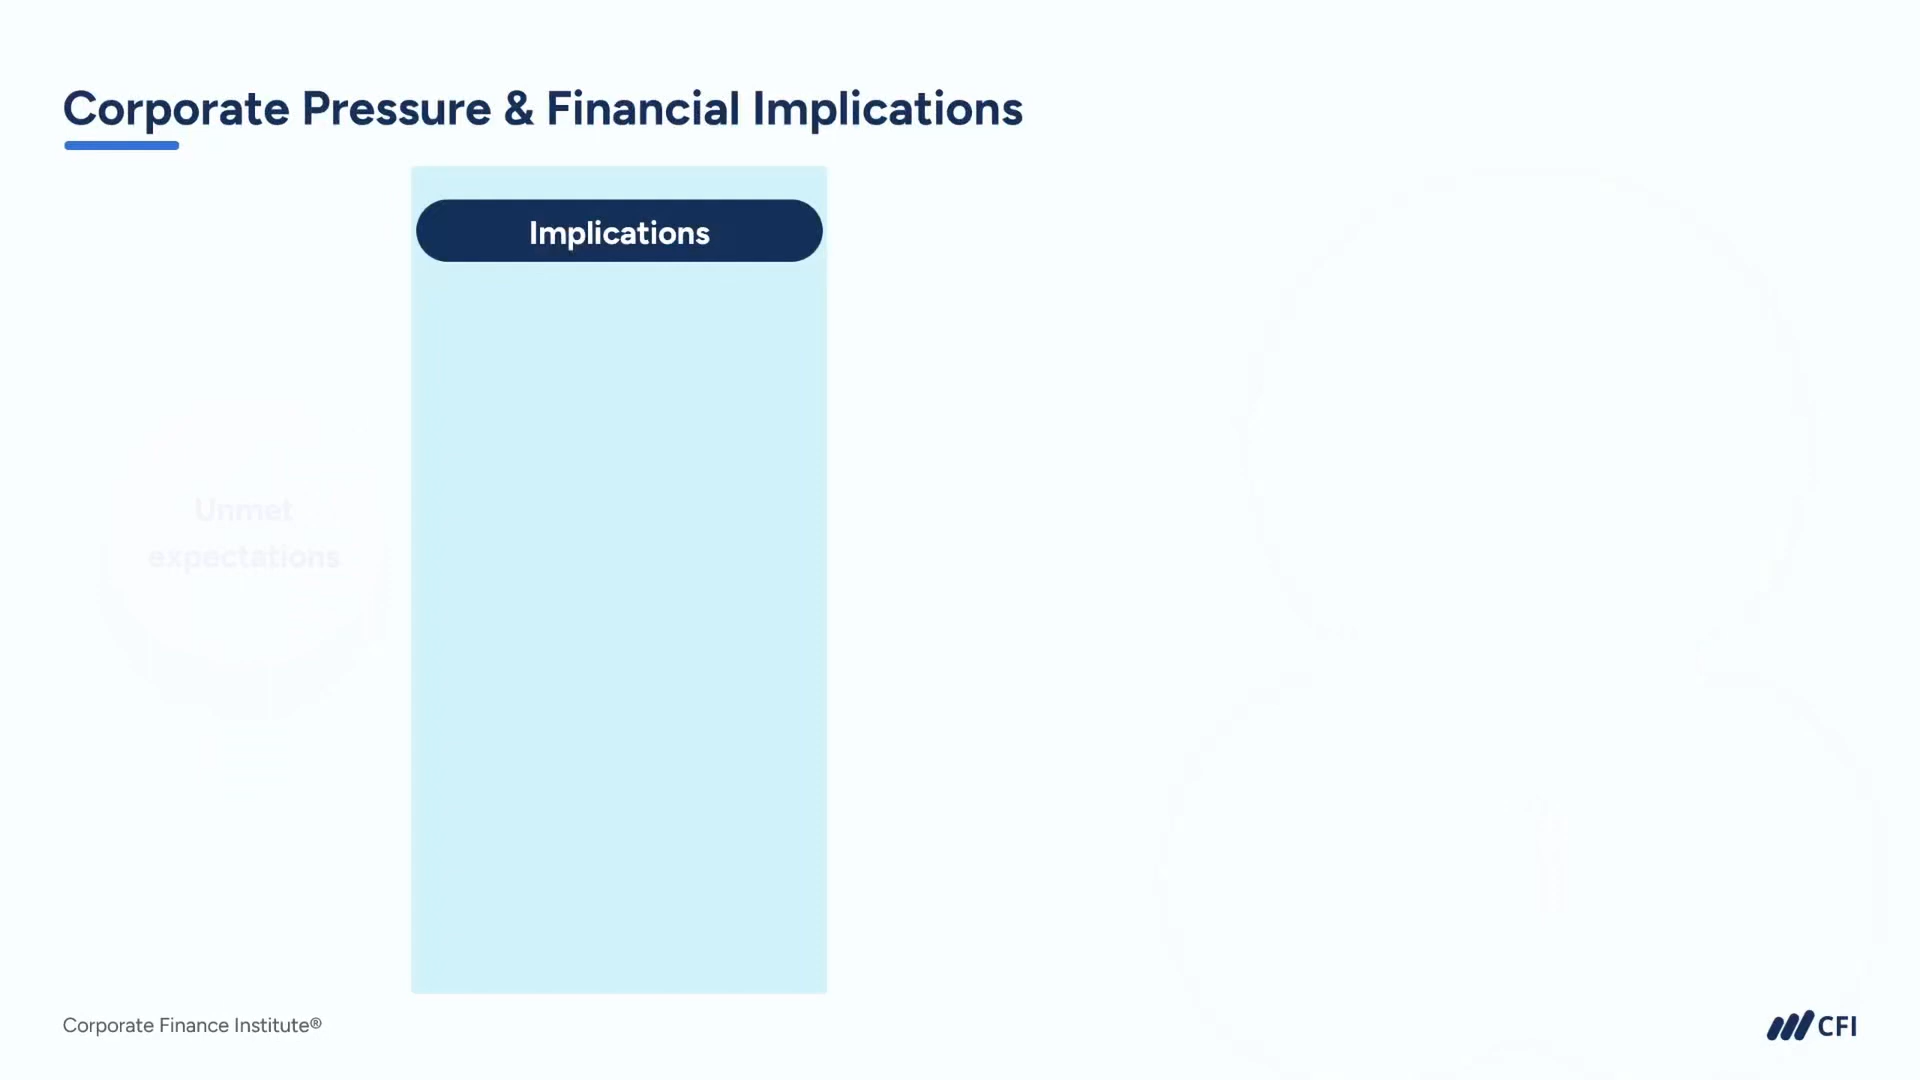 Corporate Pressure & Financial Implications
Implications
Unmet
expectations
Corporate Finance Institute®
CFI